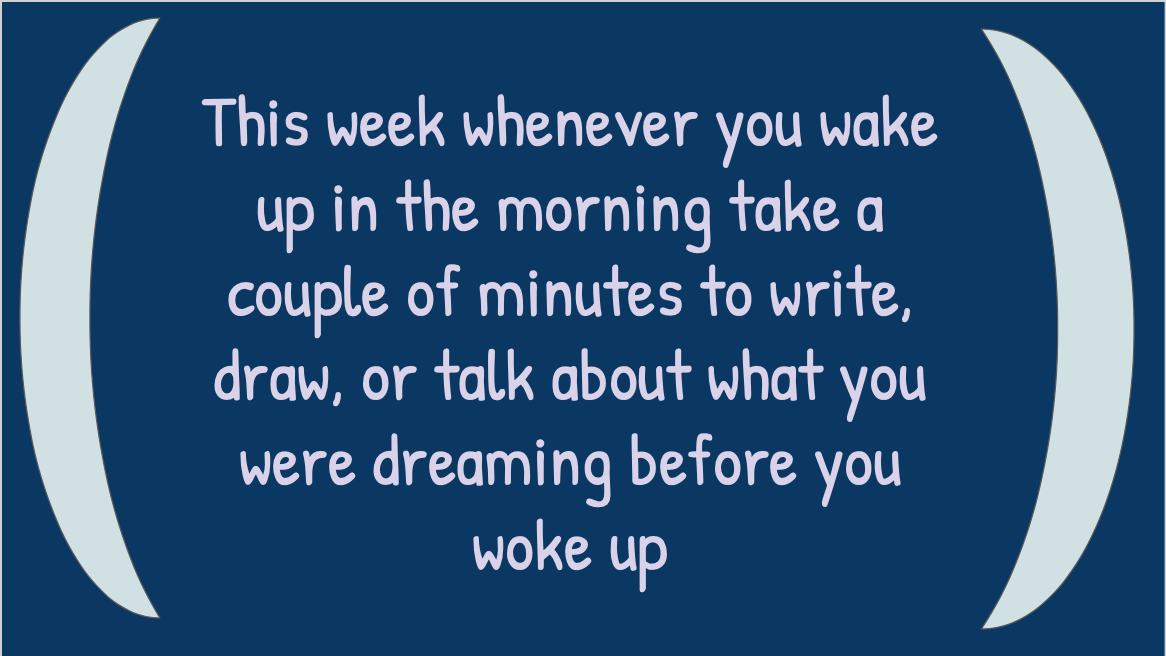 This week whenever you wake
up in the morning take a
couple of minutes to write,
draw, or talk about what you
were dreaming before you
woke up